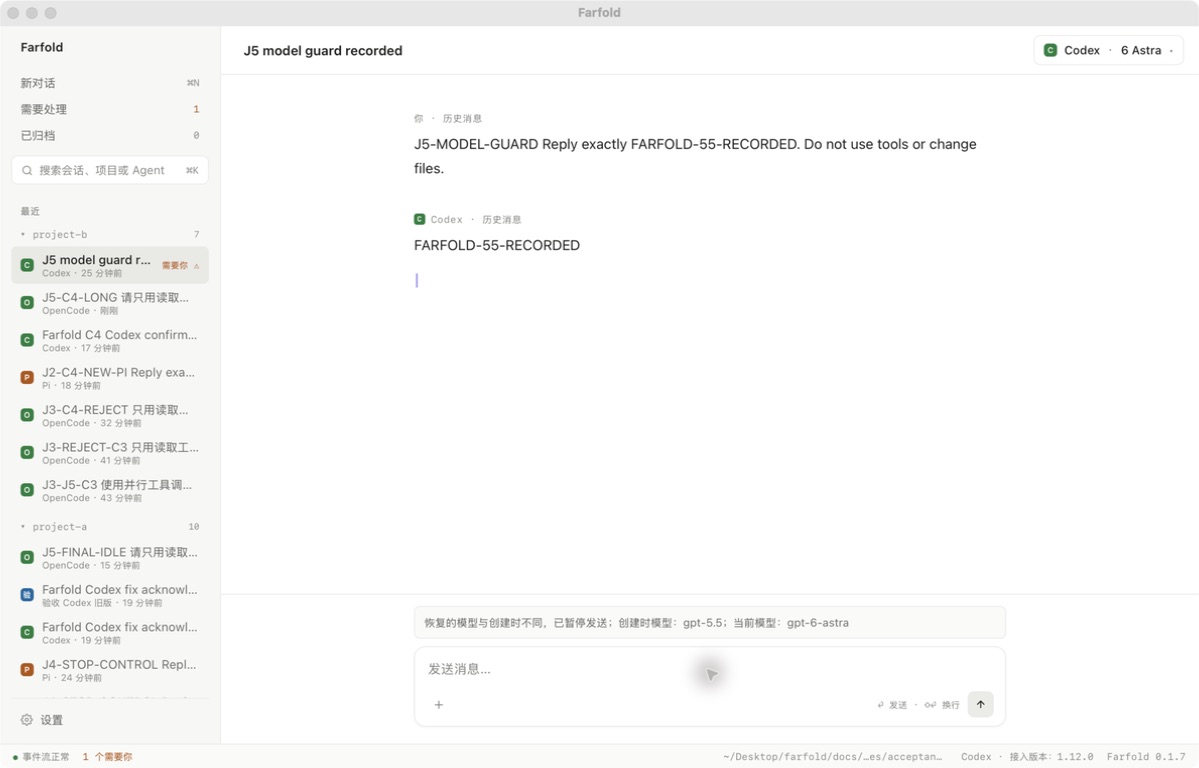 Farfold
Farfold
新对话 ⌘N
需要处理 1
已归档 0
搜索会话、项目或 Agent ⌘K
最近
project-b 7
J5 model guard r... 需要你
Codex · 25 分钟前
J5-C4-LONG 请只用读取...
OpenCode · 刚刚
Farfold C4 Codex confirm...
Codex · 17 分钟前
J2-C4-NEW-PI Reply exa...
Pi · 18 分钟前
J3-C4-REJECT 只用读取...
OpenCode · 32 分钟前
J3-REJECT-C3 只用读取工...
OpenCode · 41 分钟前
J3-J5-C3 使用并行工具调...
OpenCode · 43 分钟前
project-a 10
J5-FINAL-IDLE 请只用读取...
OpenCode · 15 分钟前
Farfold Codex fix acknowl...
验收 Codex 旧版 · 19 分钟前
Farfold Codex fix acknowl...
Codex · 19 分钟前
J4-STOP-CONTROL Repl...
Pi · 24 分钟前
设置
J5 model guard recorded
C Codex · 6 Astra
你 · 历史消息
J5-MODEL-GUARD Reply exactly FARFOLD-55-RECORDED. Do not use tools or change
files.
C Codex · 历史消息
FARFOLD-55-RECORDED
恢复的模型与创建时不同，已暂停发送；创建时模型：gpt-5.5；当前模型：gpt-6-astra
发送消息...
+ 发送 · 换行
事件流正常 1 个需要你
~/Desktop/farfold/docs/…es/acceptan… Codex · 接入版本：1.12.0 Farfold 0.1.7